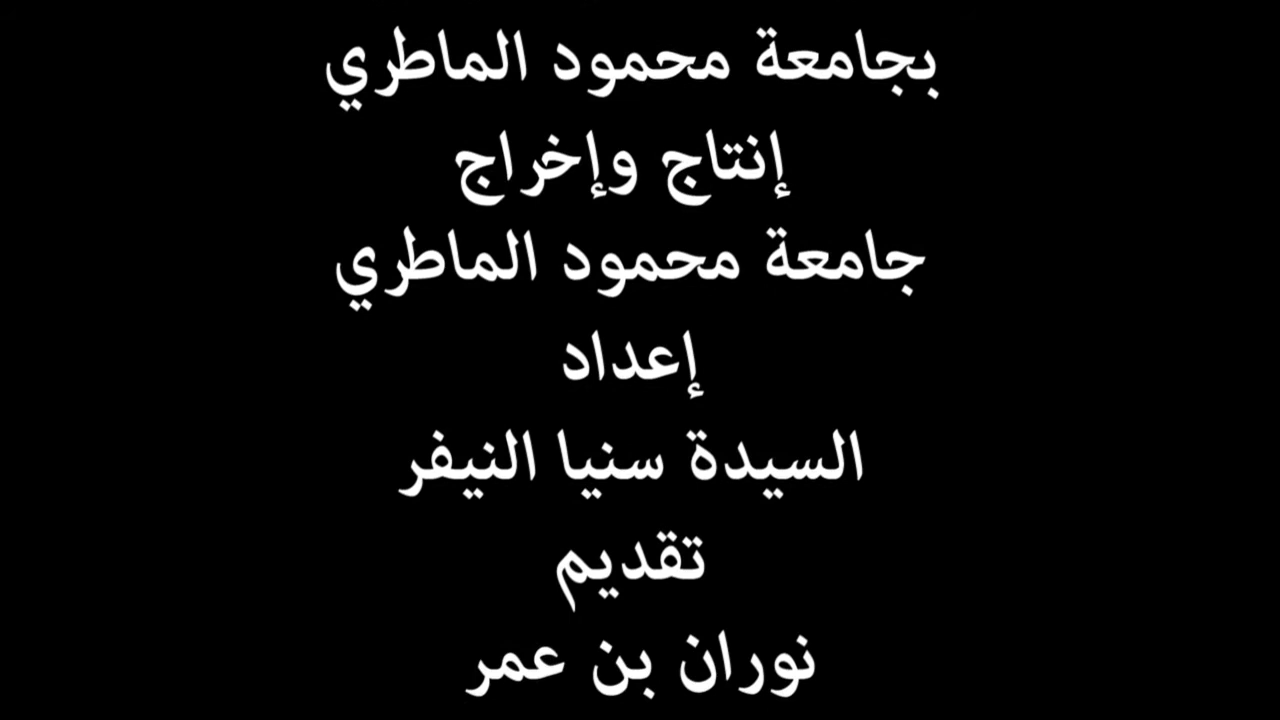 بجامعة محمود الماطري
إنتاج وإخراج
جامعة محمود الماطري
إعداد
السيدة سنيا النيفر
تقديم
نوران بن عمر